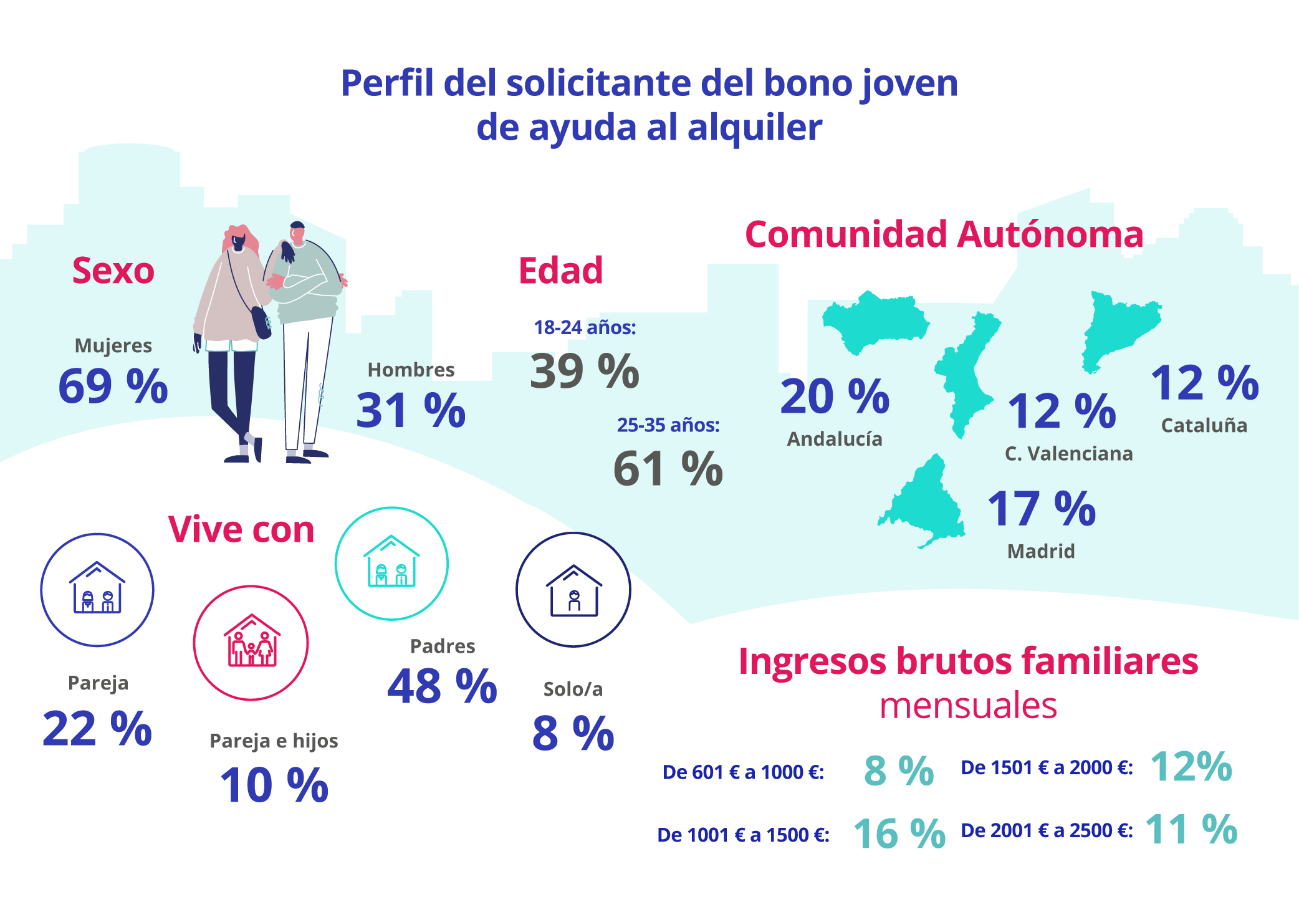 Perfil del solicitante del bono joven
de ayuda al alquiler
Sexo
Mujeres
69 %
Hombres
31 %
Edad
18-24 años:
39 %
25-35 años:
61 %
Comunidad Autónoma
20 %
Andalucía
12 %
C. Valenciana
12 %
Cataluña
17 %
Madrid
Vive con
Pareja
22 %
Pareja e hijos
10 %
Padres
48 %
Solo/a
8 %
Ingresos brutos familiares
mensuales
De 601 € a 1000 €: 8 %
De 1501 € a 2000 €: 12%
De 1001 € a 1500 €: 16 %
De 2001 € a 2500 €: 11 %